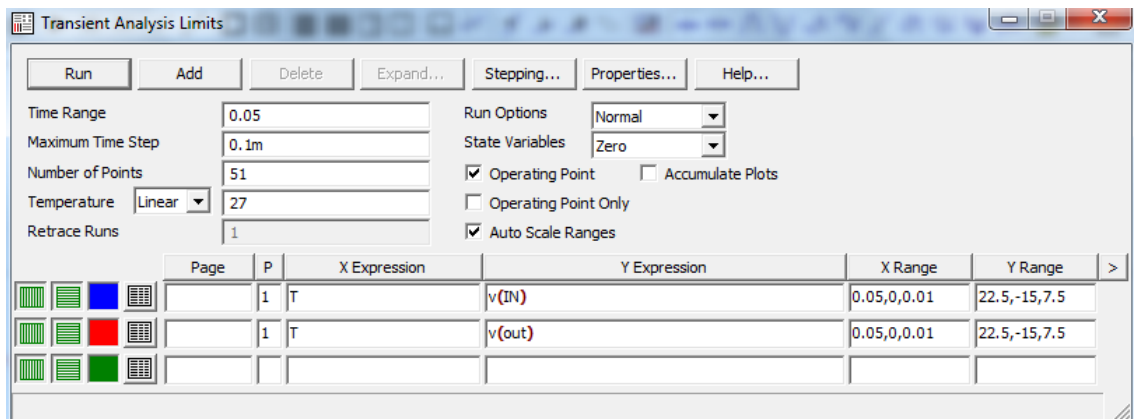 Transient Analysis Limits
Run Add Delete Expand... Stepping... Properties... Help...
Time Range 0.05 Run Options Normal
Maximum Time Step 0.1m State Variables Zero
Number of Points 51 Operating Point Accumulate Plots
Temperature Linear 27 Operating Point Only
Retrace Runs 1 Auto Scale Ranges
Page P X Expression Y Expression X Range Y Range >
1 T v(IN) 0.05,0,0.01 22.5,-15,7.5
1 T v(out) 0.05,0,0.01 22.5,-15,7.5